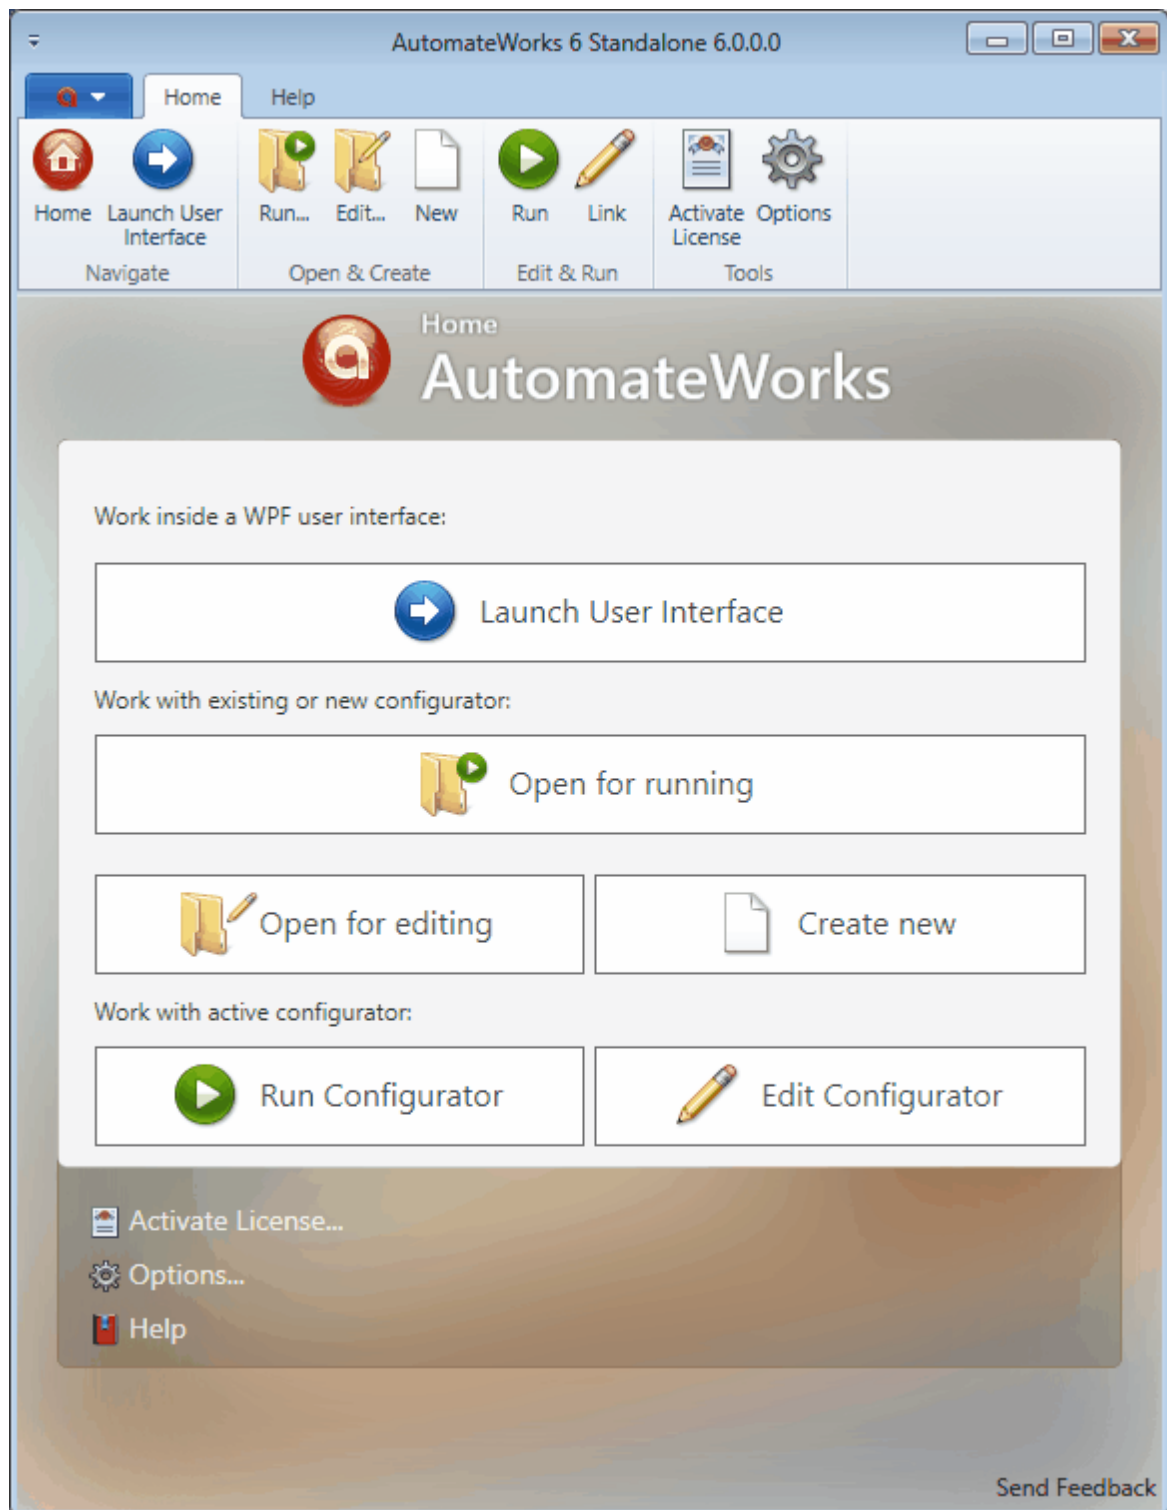 AutomateWorks 6 Standalone 6.0.0.0
Home Help
Home Launch User Interface Run... Edit... New Run Link Activate License Options
Navigate Open & Create Edit & Run Tools
Home
AutomateWorks
Work inside a WPF user interface:
Launch User Interface
Work with existing or new configurator:
Open for running
Open for editing Create new
Work with active configurator:
Run Configurator Edit Configurator
Activate License...
Options...
Help
Send Feedback